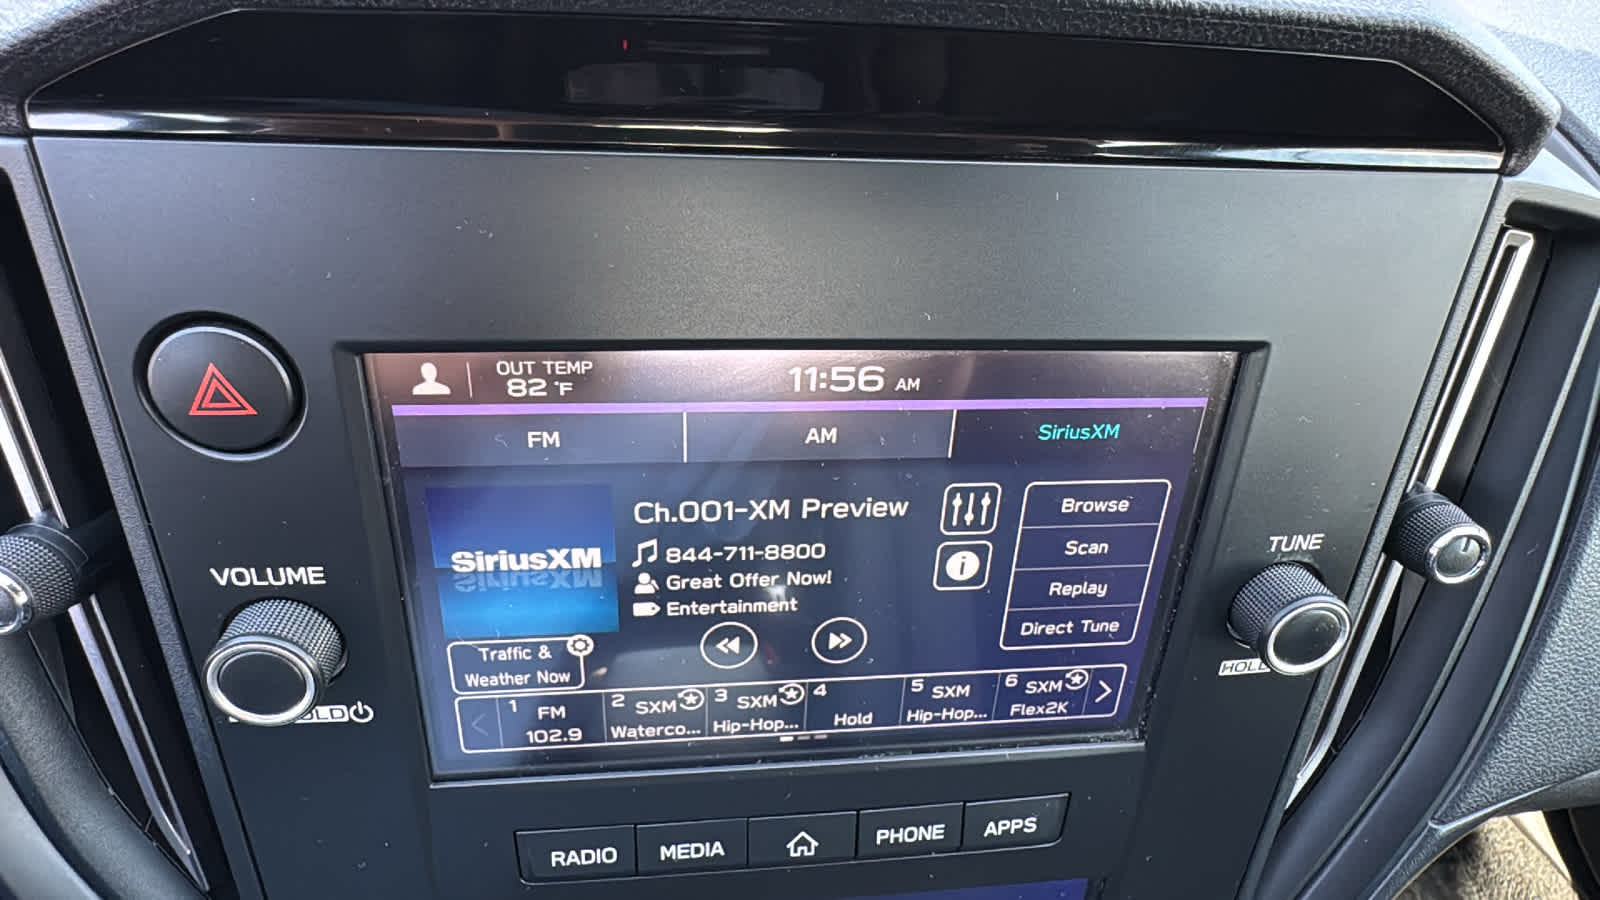 OUT TEMP
82 °F
11:56 AM
FM
AM
SiriusXM
SiriusXM
Ch.001-XM Preview
844-711-8800
Great Offer Now!
Entertainment
Browse
Scan
Replay
Direct Tune
Traffic &
Weather Now
1 FM
102.9
2 SXM
Waterco...
3 SXM
Hip-Hop...
4
Hold
5 SXM
Hip-Hop...
6 SXM
Flex2K
VOLUME
TUNE
RADIO
MEDIA
PHONE
APPS